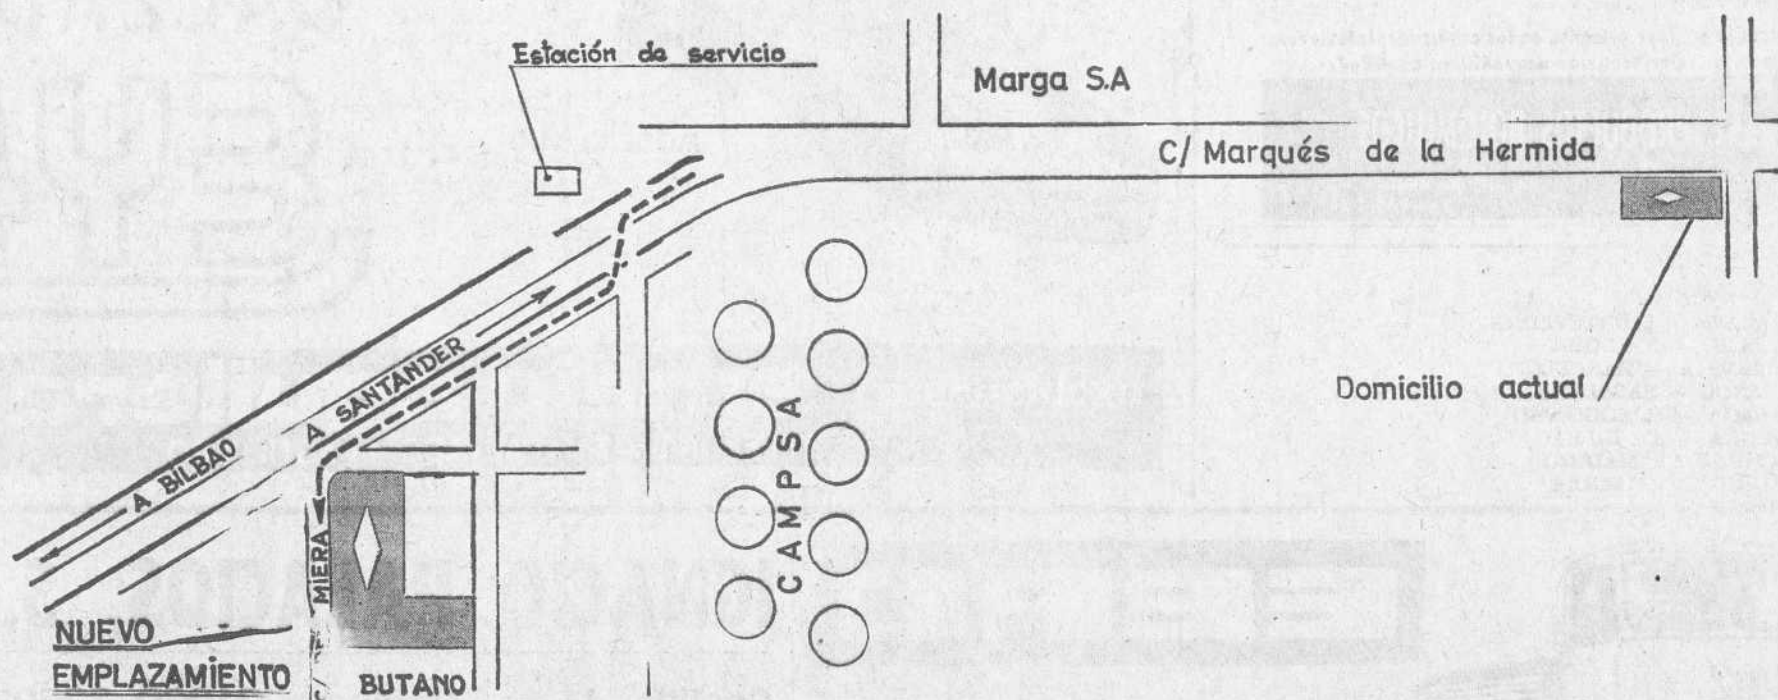 Estación de servicio
Marga S.A
C/ Marqués de la Hermida
Domicilio actual
A SANTANDER
A BILBAO
CAMPSA
C/ MIERA
NUEVO
EMPLAZAMIENTO
BUTANO